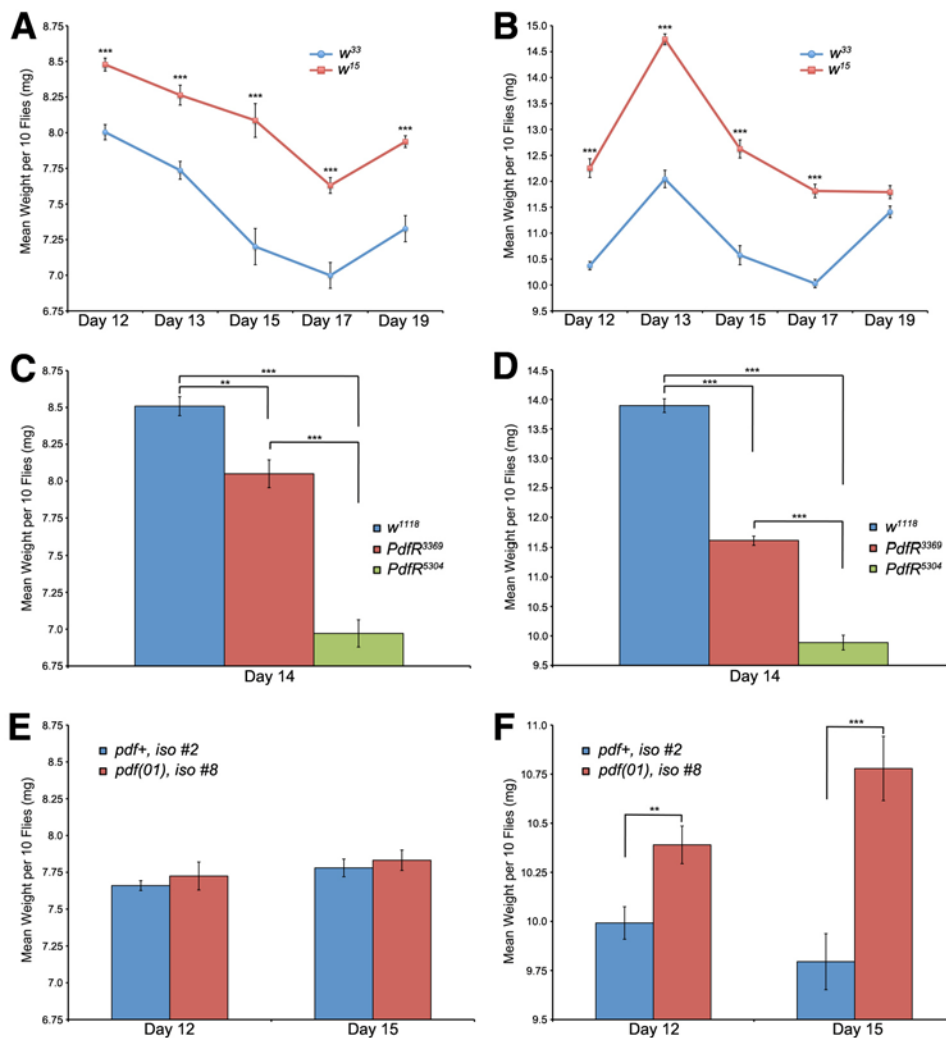 A
Mean Weight per 10 Flies (mg)
8.75
8.5
8.25
8.0
7.75
7.5
7.25
7.0
6.75
***
***
***
***
***
w³³
w¹⁵
Day 12 Day 13 Day 15 Day 17 Day 19
B
Mean Weight per 10 Flies (mg)
15.0
14.5
14.0
13.5
13.0
12.5
12.0
11.5
11.0
10.5
10.0
9.5
***
***
***
***
w³³
w¹⁵
Day 12 Day 13 Day 15 Day 17 Day 19
C
Mean Weight per 10 Flies (mg)
8.75
8.5
8.25
8.0
7.75
7.5
7.25
7.0
6.75
***
**
***
w¹¹¹⁸
PdfR³³⁶⁹
PdfR⁵³⁰⁴
Day 14
D
Mean Weight per 10 Flies (mg)
14.5
14.0
13.5
13.0
12.5
12.0
11.5
11.0
10.5
10.0
9.5
***
***
***
w¹¹¹⁸
PdfR³³⁶⁹
PdfR⁵³⁰⁴
Day 14
E
Mean Weight per 10 Flies (mg)
8.75
8.5
8.25
8.0
7.75
7.5
7.25
7.0
6.75
pdf+, iso #2
pdf(01), iso #8
Day 12 Day 15
F
Mean Weight per 10 Flies (mg)
11.0
10.75
10.5
10.25
10.0
9.75
9.5
pdf+, iso #2
pdf(01), iso #8
**
***
Day 12 Day 15